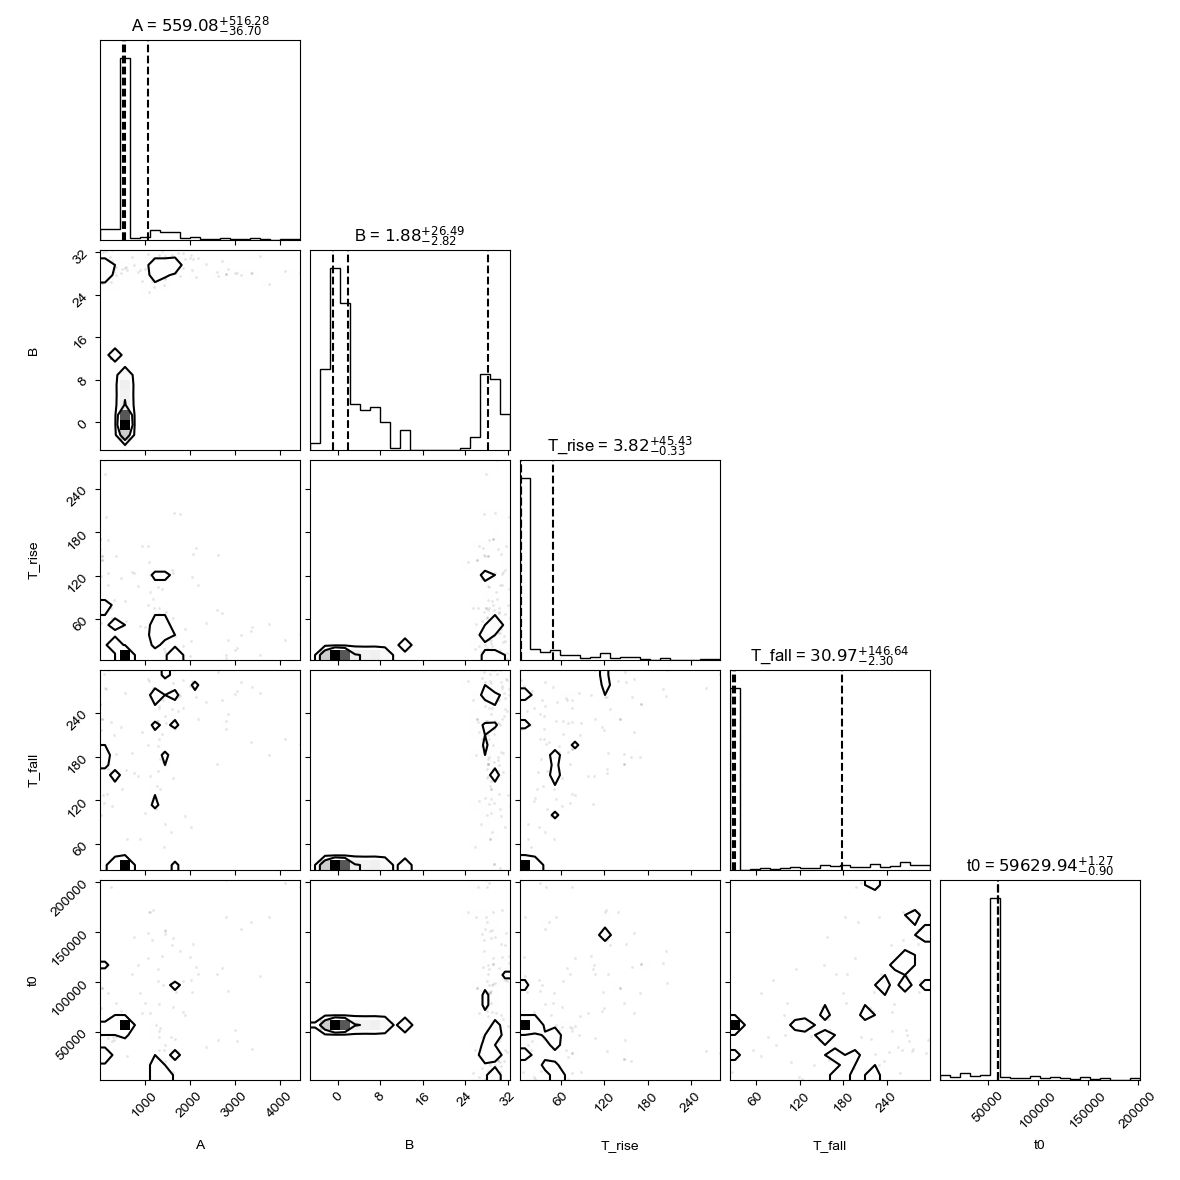 A = 559.08+516.28−36.70
B = 1.88+26.49−2.82
32
24
16
8
0
B
T_rise = 3.82+45.43−0.33
240
180
120
60
T_rise
T_fall = 30.97+146.64−2.30
240
180
120
60
T_fall
t0 = 59629.94+1.27−0.90
200000
150000
100000
50000
t0
1000 2000 3000 4000 0 8 16 24 32 60 120 180 240 60 120 180 240 50000 100000 150000 200000
A B T_rise T_fall t0